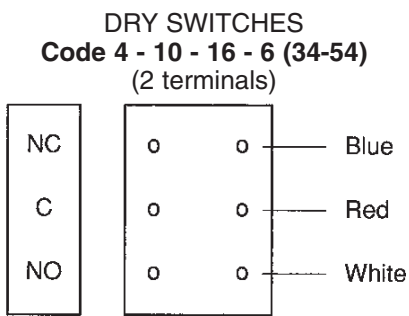 DRY SWITCHES
Code 4 - 10 - 16 - 6 (34-54)
(2 terminals)
NC o o Blue
C o o Red
NO o o White